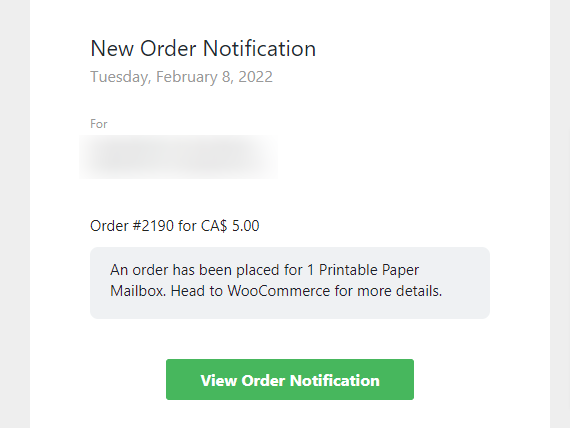 New Order Notification
Tuesday, February 8, 2022
For
Order #2190 for CA$ 5.00
An order has been placed for 1 Printable Paper
Mailbox. Head to WooCommerce for more details.
View Order Notification